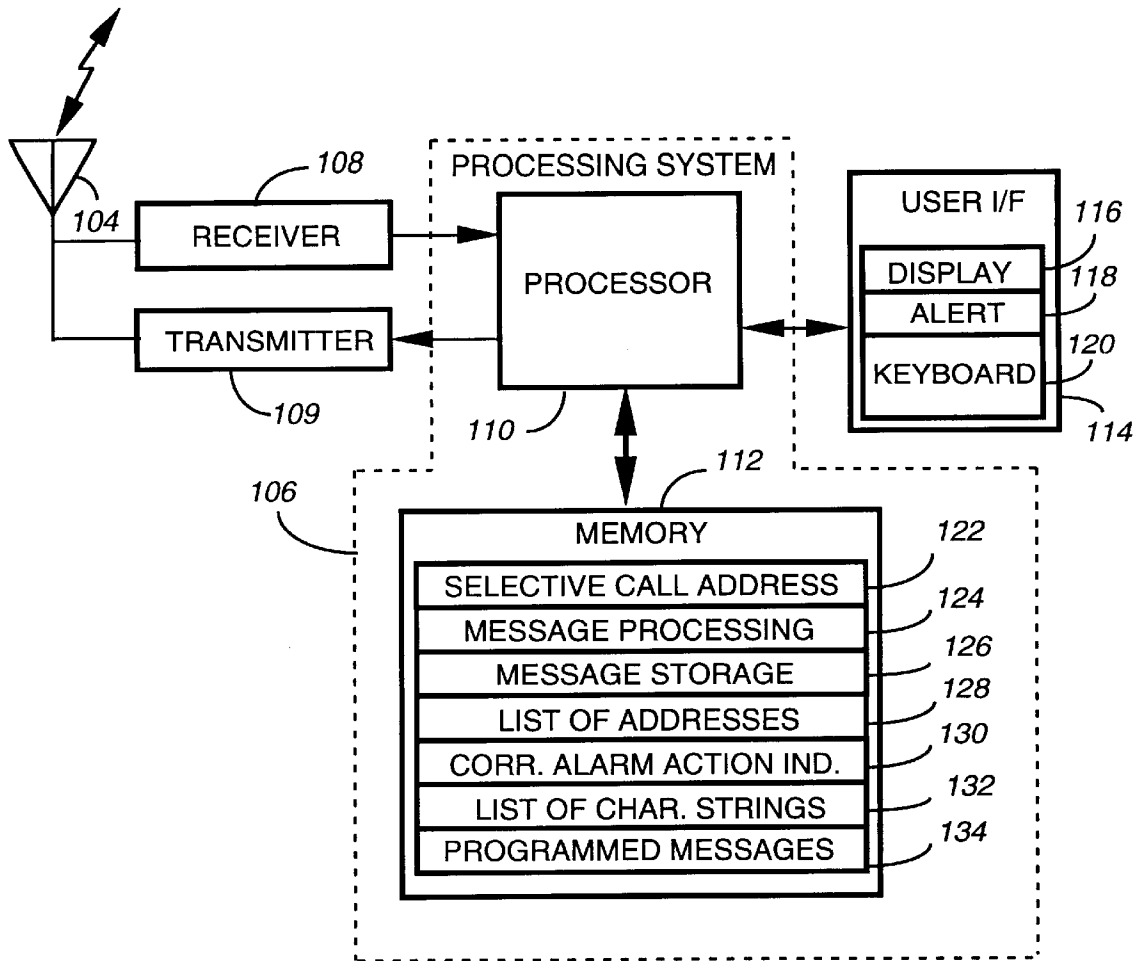 PROCESSING SYSTEM
108
104
RECEIVER
PROCESSOR
USER I/F
116
DISPLAY
118
ALERT
TRANSMITTER
120
KEYBOARD
109
110
114
112
106
MEMORY
122
SELECTIVE CALL ADDRESS
124
MESSAGE PROCESSING
126
MESSAGE STORAGE
128
LIST OF ADDRESSES
130
CORR. ALARM ACTION IND.
132
LIST OF CHAR. STRINGS
134
PROGRAMMED MESSAGES